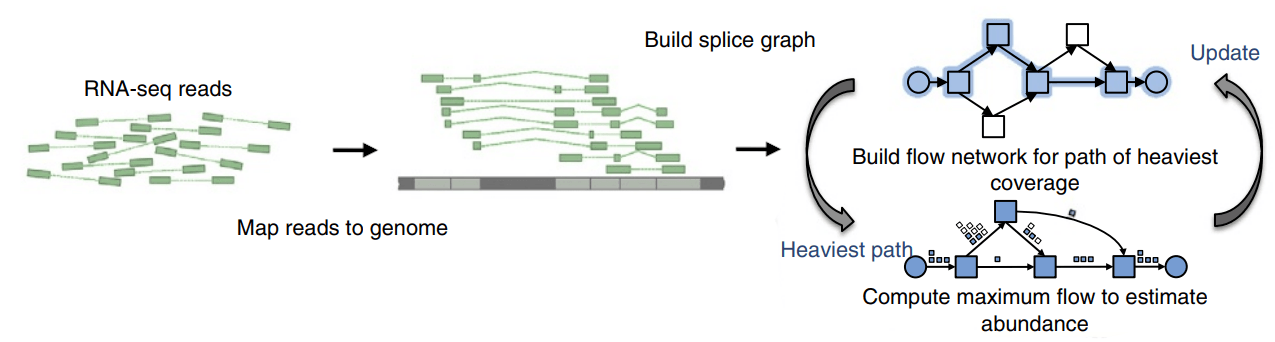 RNA-seq reads
Map reads to genome
Build splice graph
Update
Build flow network for path of heaviest
coverage
Heaviest path
Compute maximum flow to estimate
abundance